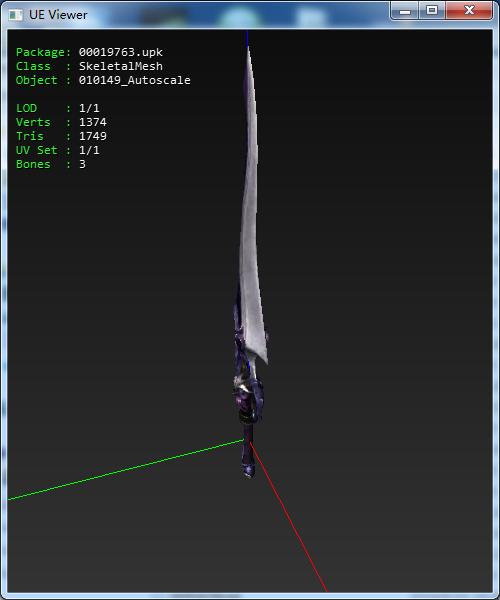 UE Viewer
Package: 00019763.upk
Class : SkeletalMesh
Object : 010149_Autoscale
LOD : 1/1
Verts : 1374
Tris : 1749
UV Set : 1/1
Bones : 3